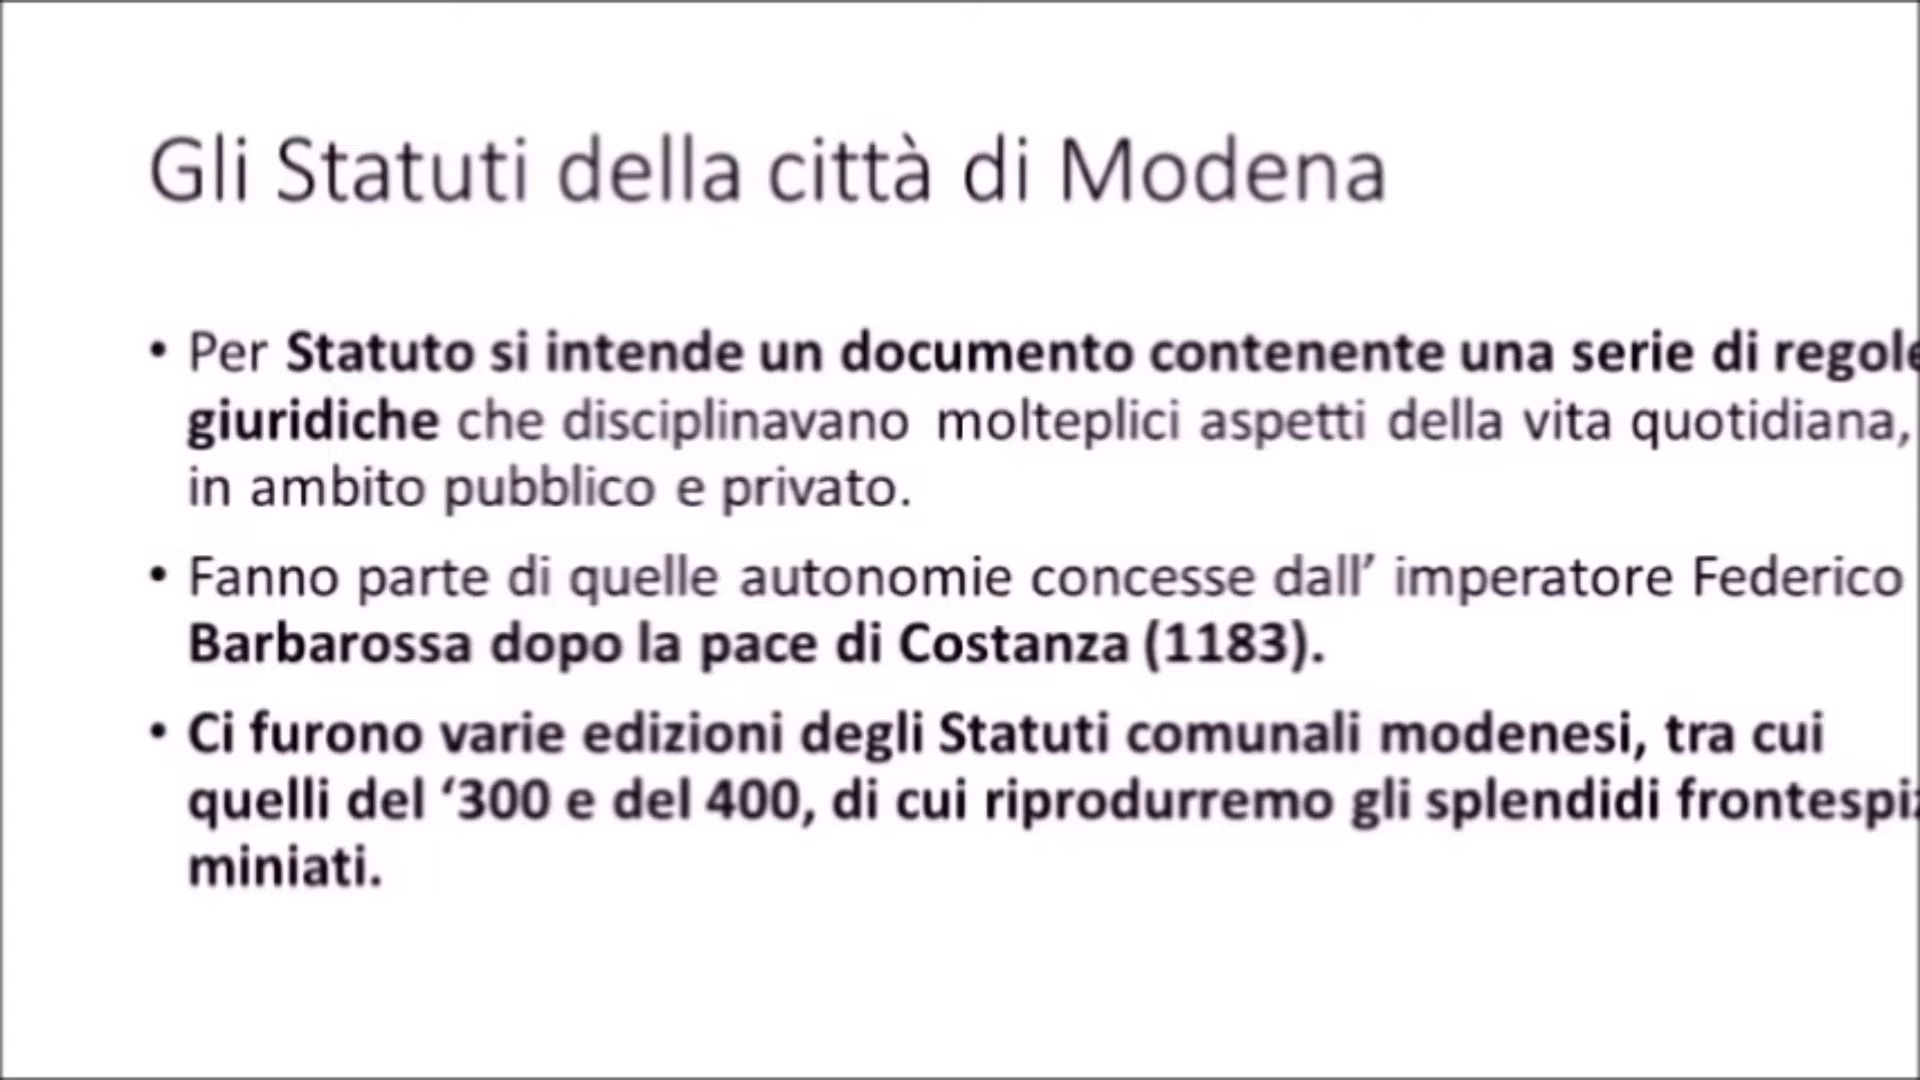 Gli Statuti della città di Modena
• Per Statuto si intende un documento contenente una serie di regole
giuridiche che disciplinavano molteplici aspetti della vita quotidiana,
in ambito pubblico e privato.
• Fanno parte di quelle autonomie concesse dall’ imperatore Federico
Barbarossa dopo la pace di Costanza (1183).
• Ci furono varie edizioni degli Statuti comunali modenesi, tra cui
quelli del ‘300 e del 400, di cui riprodurremo gli splendidi
miniati.